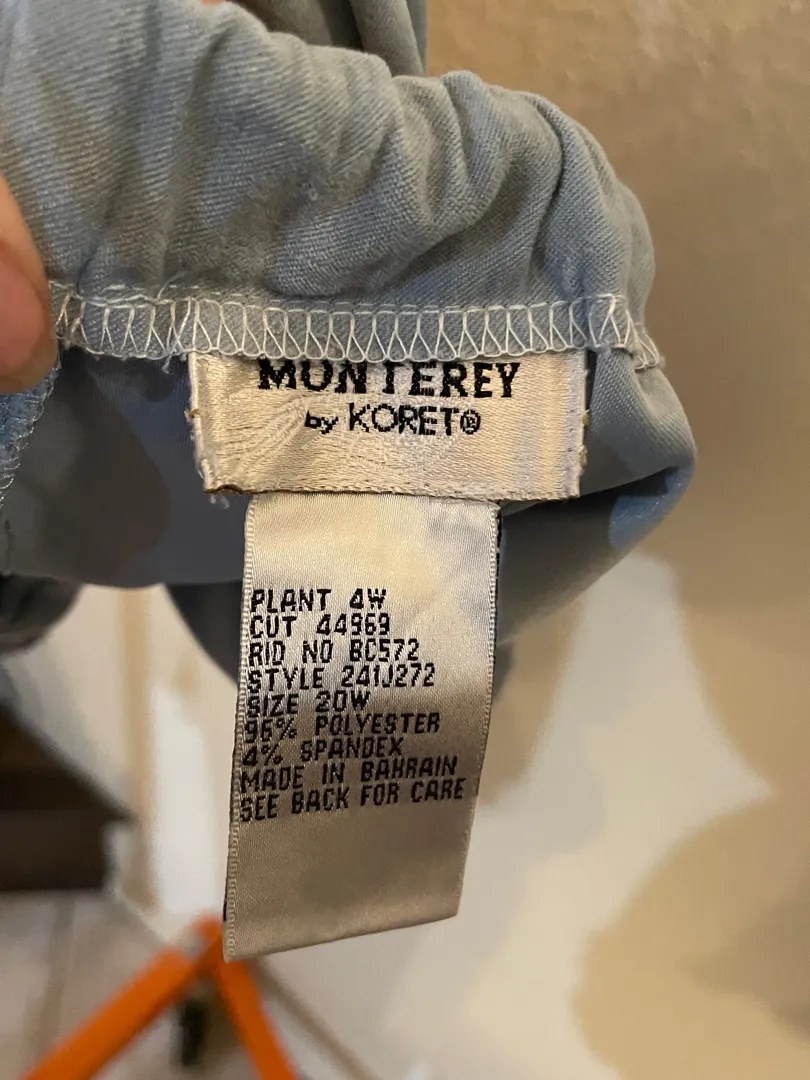 MONTEREY
by KORET®
PLANT 4W
CUT 44969
RID NO BC572
STYLE 241J272
SIZE 20W
96% POLYESTER
4% SPANDEX
MADE IN BAHRAIN
SEE BACK FOR CARE